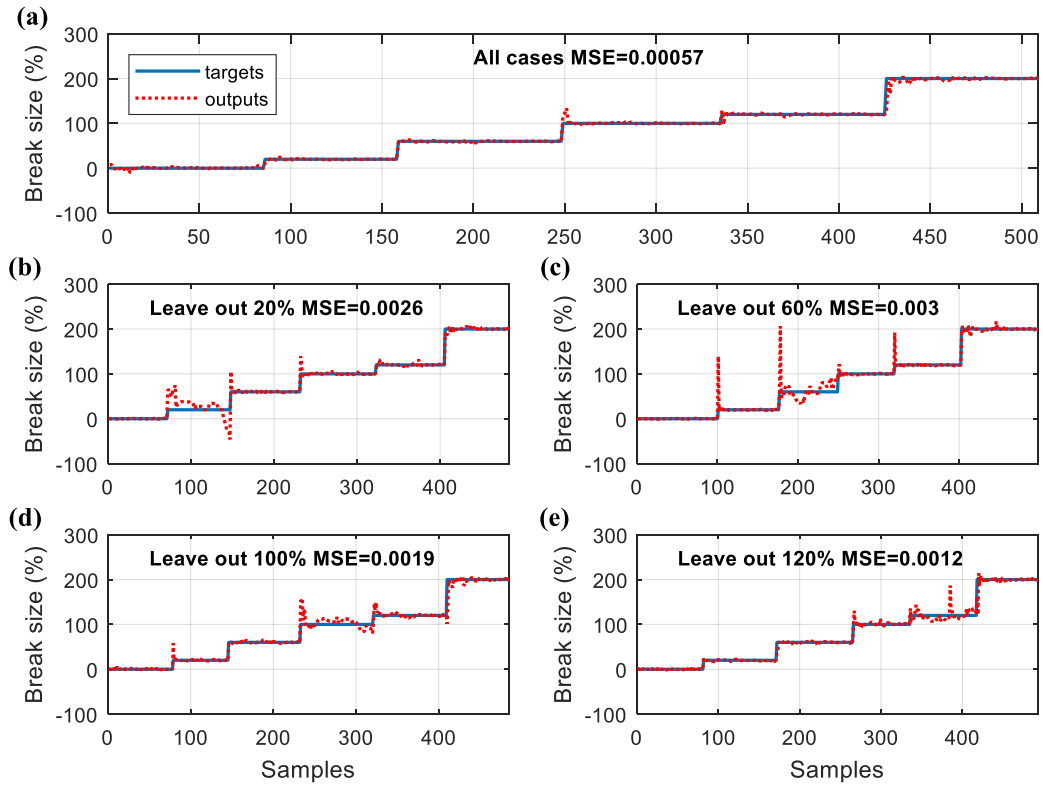 (a)
300
200
100
0
-100
Break size (%)
All cases MSE=0.00057
targets
outputs
0 50 100 150 200 250 300 350 400 450 500
(b)
300
200
100
0
-100
Break size (%)
Leave out 20% MSE=0.0026
0 100 200 300 400
(c)
300
200
100
0
-100
Break size (%)
Leave out 60% MSE=0.003
0 100 200 300 400
(d)
300
200
100
0
-100
Break size (%)
Leave out 100% MSE=0.0019
0 100 200 300 400
Samples
(e)
300
200
100
0
-100
Break size (%)
Leave out 120% MSE=0.0012
0 100 200 300 400
Samples